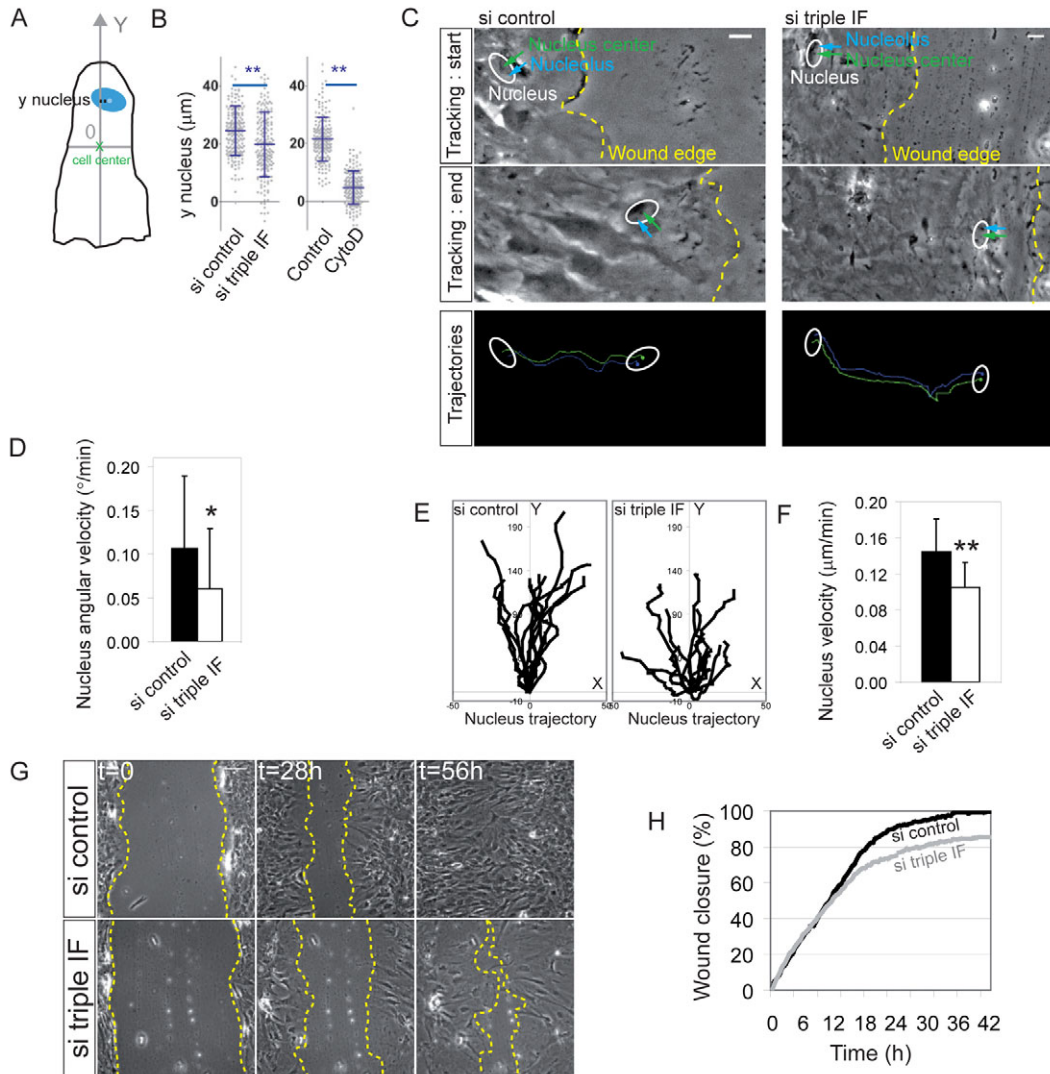 A
Y
y nucleus
0
x
cell center
B
y nucleus (µm)
40
20
0
**
si control
si triple IF
40
20
0
**
Control
CytoD
C
si control
Tracking : start
Nucleus center
Nucleolus
Nucleus
Wound edge
si triple IF
Nucleolus
Nucleus center
Nucleus
Wound edge
Tracking : end
Trajectories
D
Nucleus angular velocity (°/min)
0.20
0.15
0.10
0.05
0.00
*
si control
si triple IF
E
si control
Y
190
140
90
-10
X
-50
0
50
Nucleus trajectory
si triple IF
Y
190
140
90
-10
X
0
50
Nucleus trajectory
F
Nucleus velocity (µm/min)
0.20
0.16
0.12
0.08
0.04
0.00
**
si control
si triple IF
G
si control
t=0
t=28h
t=56h
si triple IF
H
Wound closure (%)
100
80
60
40
20
0
si control
si triple IF
0 6 12 18 24 30 36 42
Time (h)